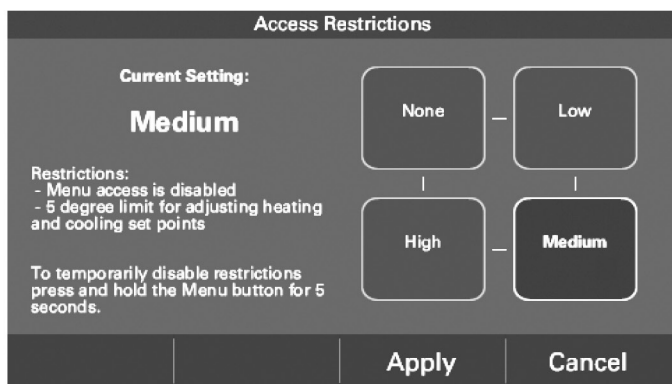 Access Restrictions
Current Setting:
Medium
Restrictions:
- Menu access is disabled
- 5 degree limit for adjusting heating
and cooling set points
To temporarily disable restrictions
press and hold the Menu button for 5
seconds.
None
Low
High
Medium
Apply
Cancel